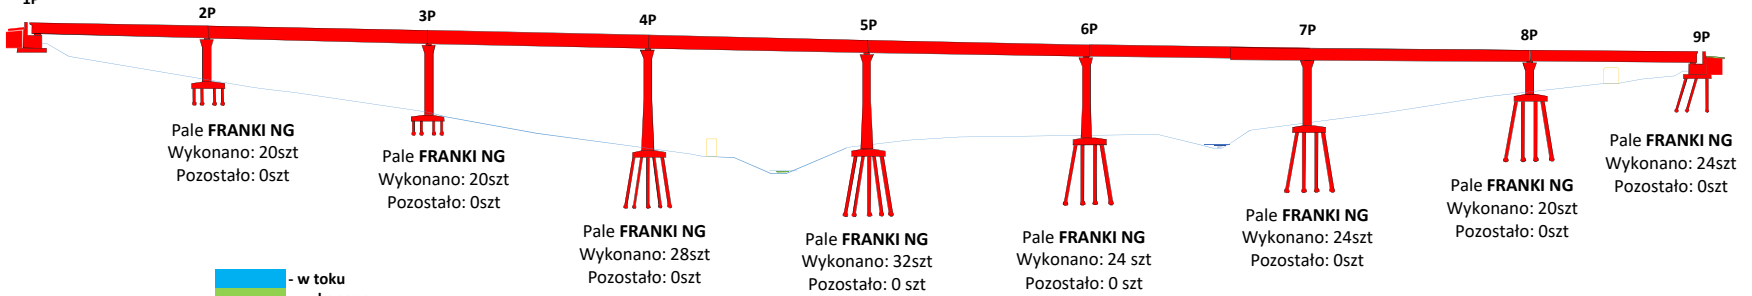 1P
2P
3P
4P
5P
6P
7P
8P
9P
Pale FRANKI NG
Wykonano: 20szt
Pozostało: 0szt
Pale FRANKI NG
Wykonano: 20szt
Pozostało: 0szt
Pale FRANKI NG
Wykonano: 28szt
Pozostało: 0szt
Pale FRANKI NG
Wykonano: 32szt
Pozostało: 0 szt
Pale FRANKI NG
Wykonano: 24 szt
Pozostało: 0 szt
Pale FRANKI NG
Wykonano: 24szt
Pozostało: 0szt
Pale FRANKI NG
Wykonano: 20szt
Pozostało: 0szt
Pale FRANKI NG
Wykonano: 24szt
Pozostało: 0szt
- w toku